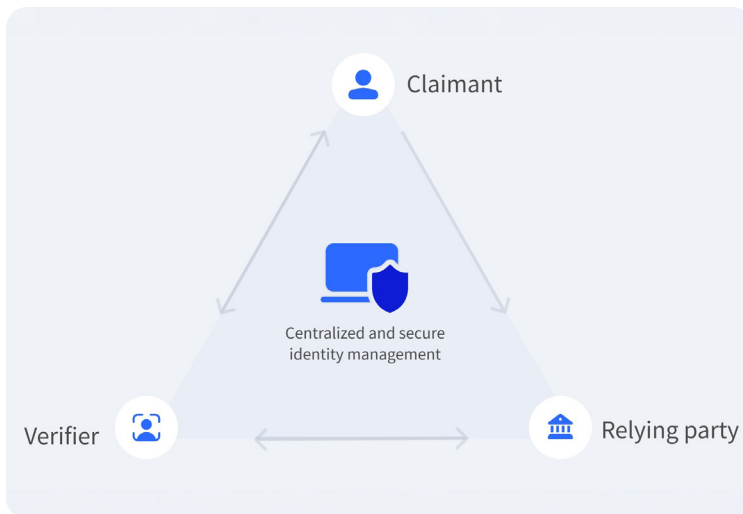 Claimant
Centralized and secure
identity management
Verifier
Relying party